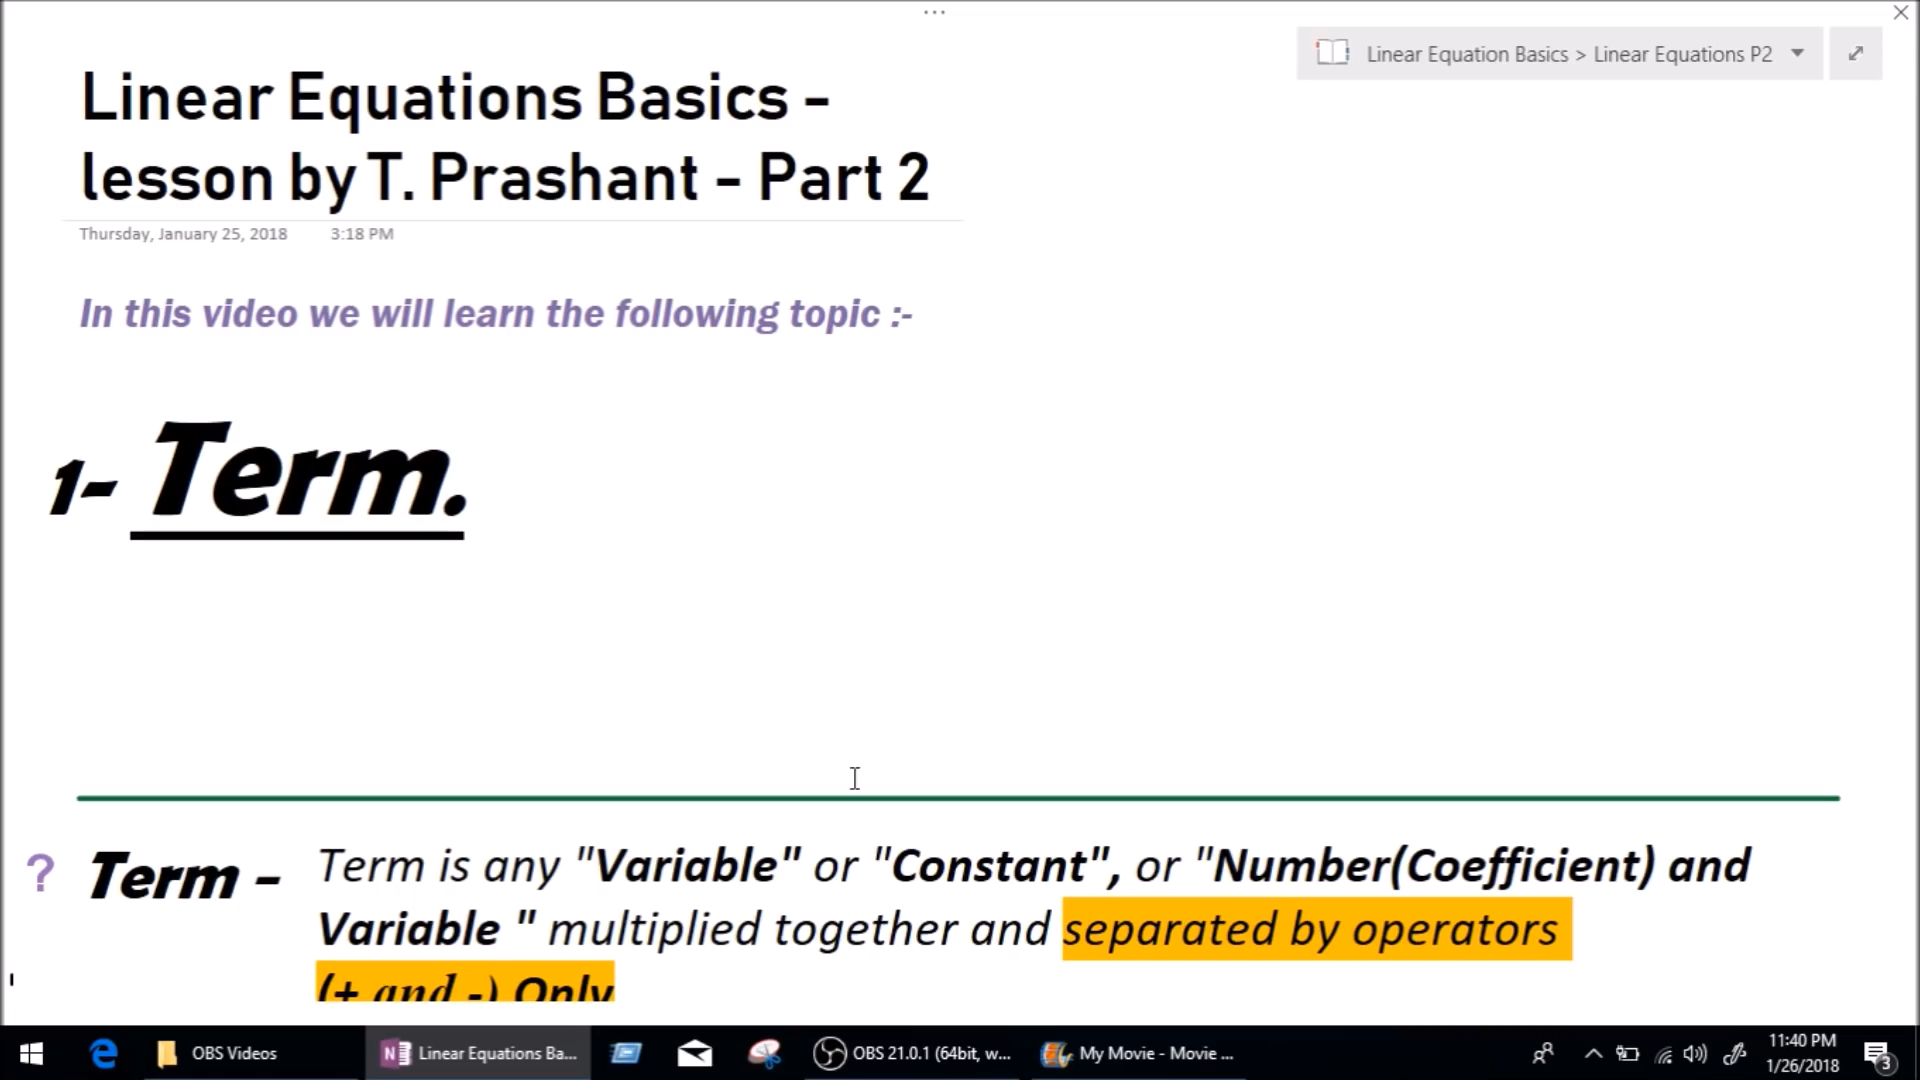 Linear Equation Basics > Linear Equations P2
Linear Equations Basics -
lesson by T. Prashant - Part 2
Thursday, January 25, 2018 3:18 PM
In this video we will learn the following topic :-
1- Term.
? Term - Term is any "Variable" or "Constant", or "Number(Coefficient) and
Variable " multiplied together and separated by operators
(+ and -) Only
OBS Videos
Linear Equations Ba...
OBS 21.0.1 (64bit, w...
My Movie - Movie ...
11:40 PM
1/26/2018
3